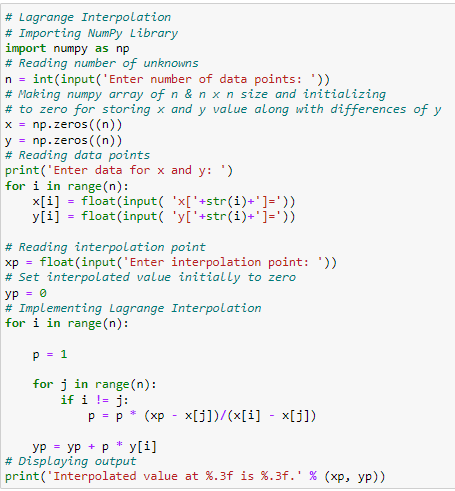 # Lagrange Interpolation
# Importing NumPy Library
import numpy as np
# Reading number of unknowns
n = int(input('Enter number of data points: '))
# Making numpy array of n & n x n size and initializing
# to zero for storing x and y value along with differences of y
x = np.zeros((n))
y = np.zeros((n))
# Reading data points
print('Enter data for x and y: ')
for i in range(n):
    x[i] = float(input( 'x['+str(i)+']='))
    y[i] = float(input( 'y['+str(i)+']='))

# Reading interpolation point
xp = float(input('Enter interpolation point: '))
# Set interpolated value initially to zero
yp = 0
# Implementing Lagrange Interpolation
for i in range(n):

    p = 1

    for j in range(n):
        if i != j:
            p = p * (xp - x[j])/(x[i] - x[j])

    yp = yp + p * y[i]
# Displaying output
print('Interpolated value at %.3f is %.3f.' % (xp, yp))